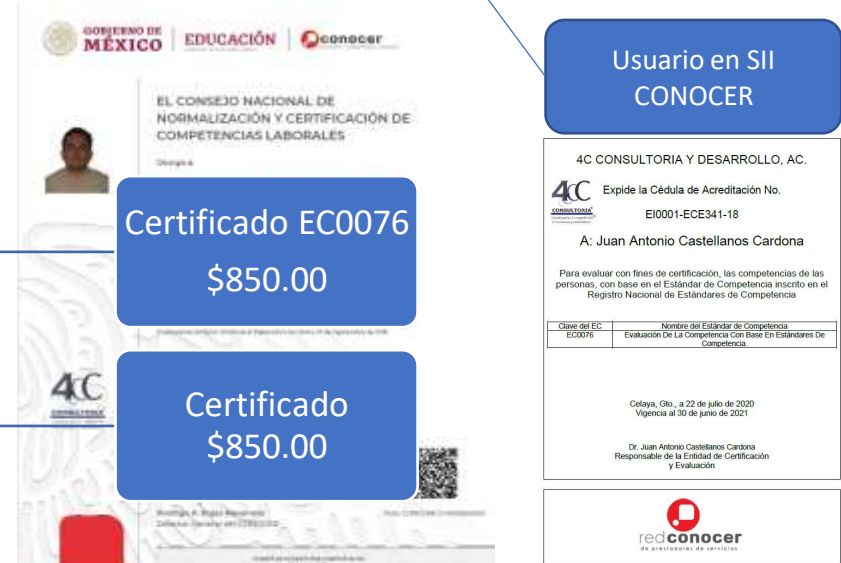 GOBIERNO DE
MÉXICO
EDUCACIÓN
conocer
EL CONSEJO NACIONAL DE
NORMALIZACIÓN Y CERTIFICACIÓN DE
COMPETENCIAS LABORALES
Otorga a
Certificado EC0076
$850.00
4C
CONSULTORIA
Certificado
$850.00
Usuario en SII
CONOCER
4C CONSULTORIA Y DESARROLLO, AC.
4C
CONSULTORIA
Expide la Cédula de Acreditación No.
EI0001-ECE341-18
A: Juan Antonio Castellanos Cardona
Para evaluar con fines de certificación, las competencias de las
personas, con base en el Estándar de Competencia inscrito en el
Registro Nacional de Estándares de Competencia
Clave del EC Nombre del Estándar de Competencia
EC0076 Evaluación De La Competencia Con Base En Estándares De
Competencia.
Celaya, Gto., a 22 de julio de 2020
Vigencia al 30 de junio de 2021
Dr. Juan Antonio Castellanos Cardona
Responsable de la Entidad de Certificación
y Evaluación
redconocer
de prestadores de servicios